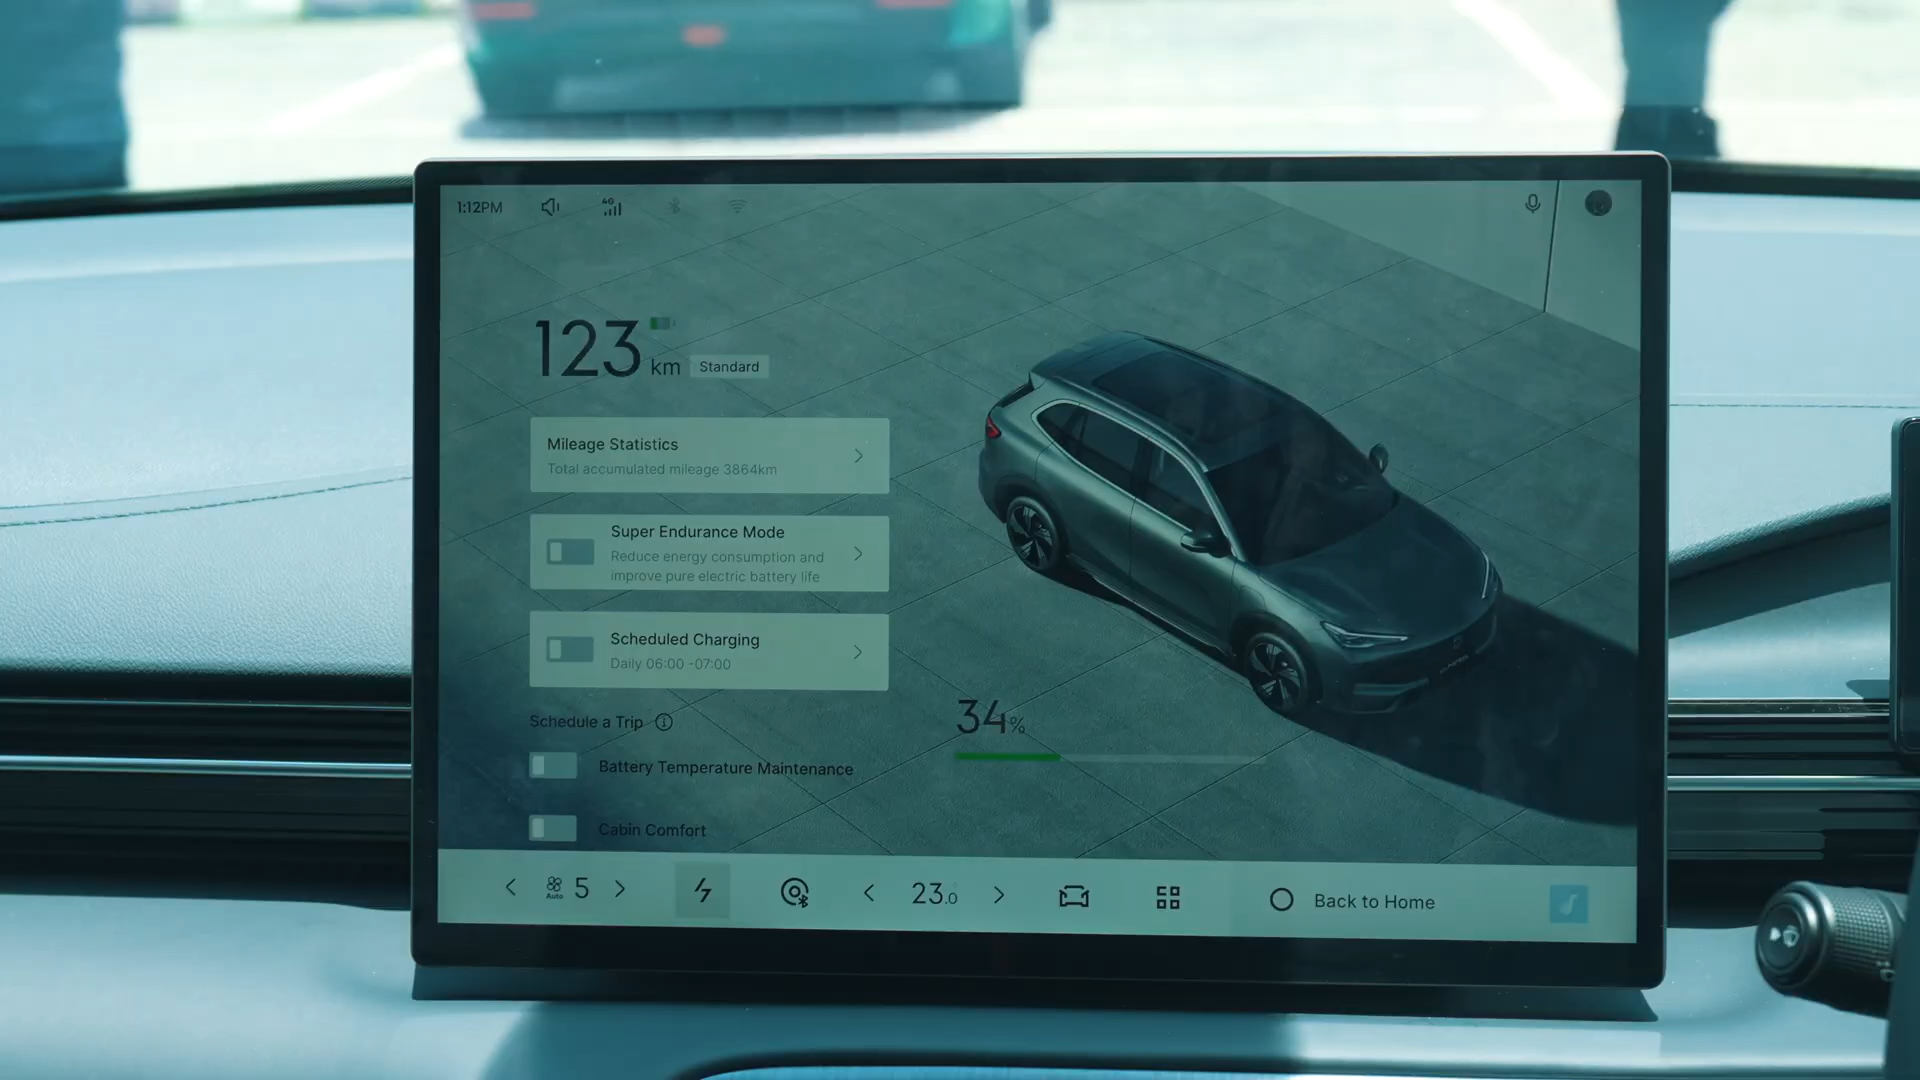 1:12PM
4G
123 km Standard
Mileage Statistics
Total accumulated mileage 3864km
Super Endurance Mode
Reduce energy consumption and
improve pure electric battery life
Scheduled Charging
Daily 06:00 -07:00
Schedule a Trip
Battery Temperature Maintenance
Cabin Comfort
34%
Auto 5
23.0
Back to Home